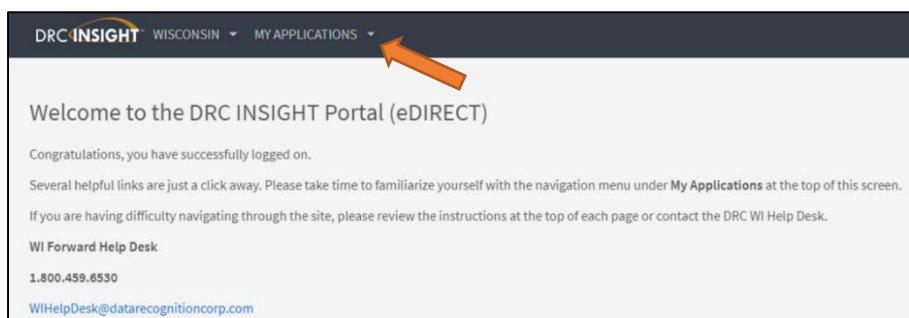 DRC INSIGHT WISCONSIN MY APPLICATIONS
Welcome to the DRC INSIGHT Portal (eDIRECT)
Congratulations, you have successfully logged on.
Several helpful links are just a click away. Please take time to familiarize yourself with the navigation menu under My Applications at the top of this screen.
If you are having difficulty navigating through the site, please review the instructions at the top of each page or contact the DRC WI Help Desk.
WI Forward Help Desk
1.800.459.6530
WIHelpDesk@datarecognitioncorp.com